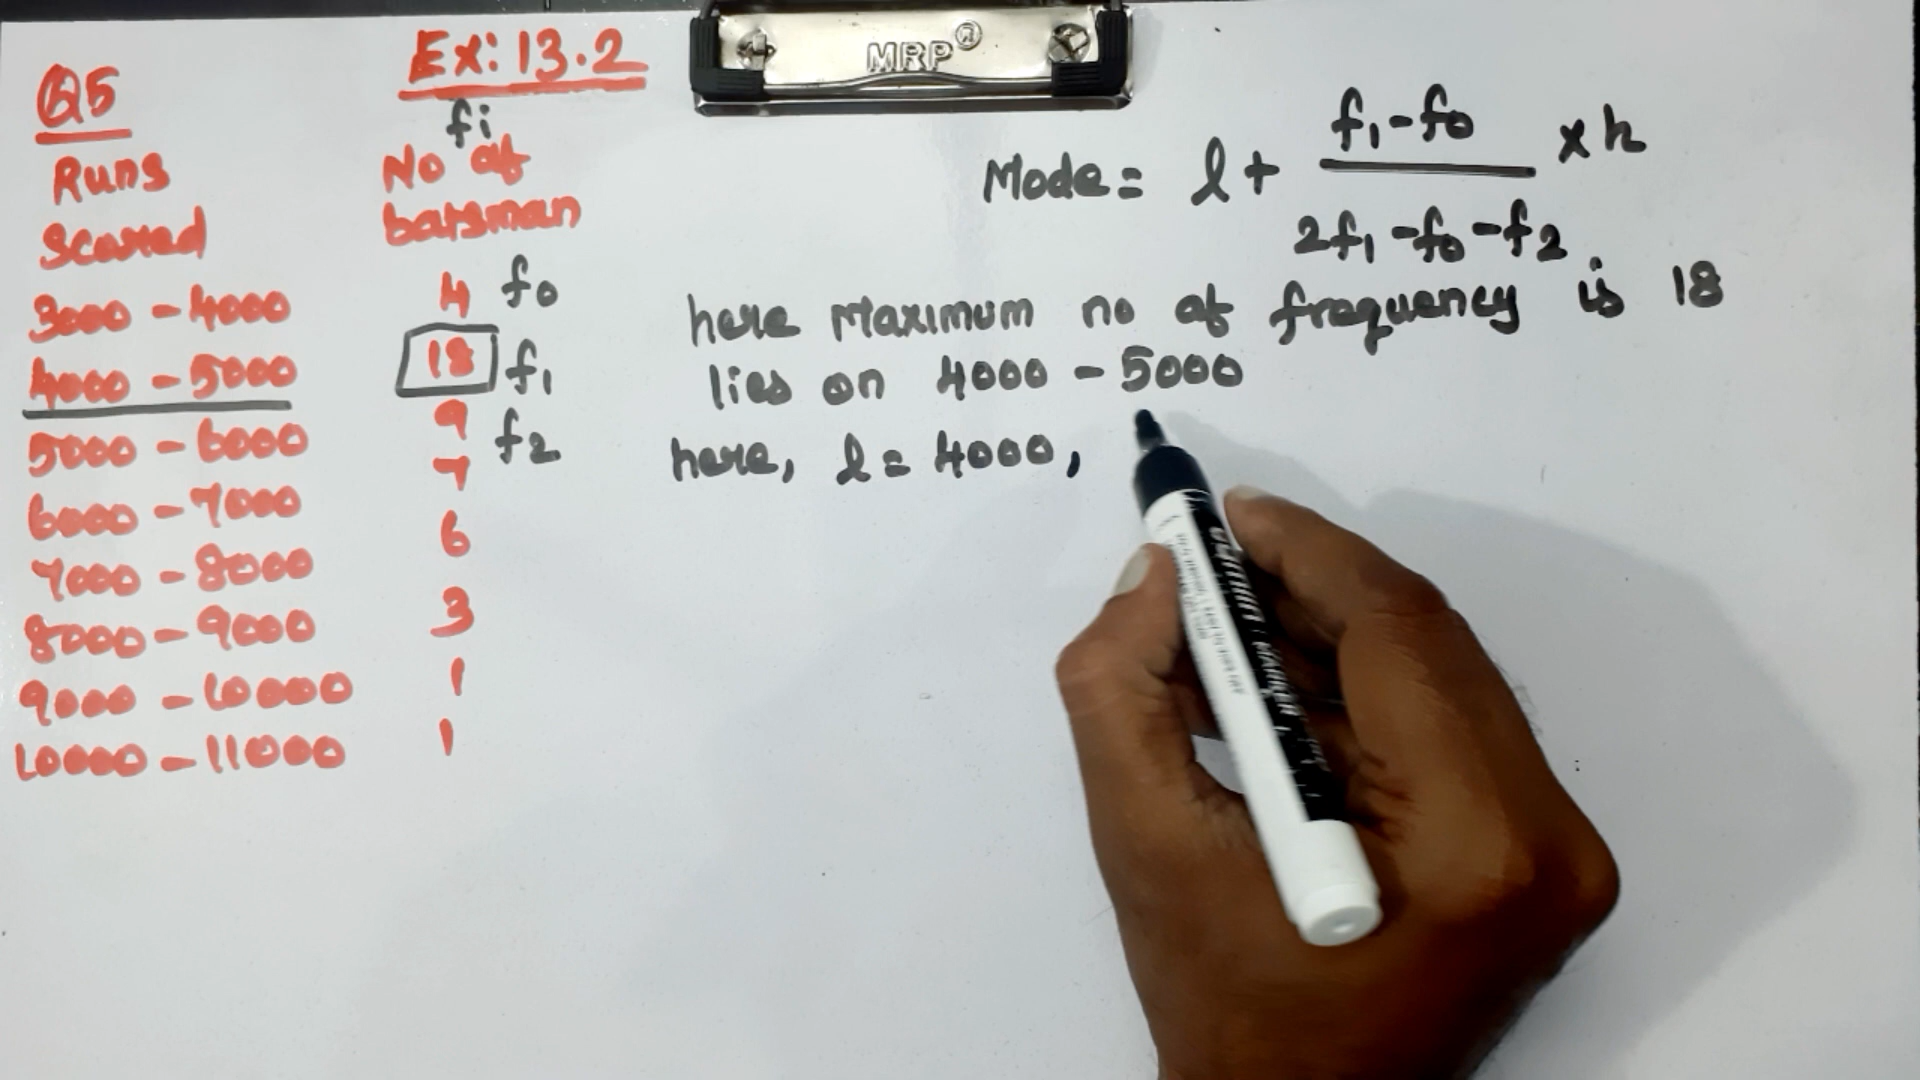 Ex: 13.2
MRP®
Q5
fi
Runs Scored
No of batsman
3000 - 4000 4 f0
4000 - 5000 18 f1
5000 - 6000 9 f2
6000 - 7000 7
7000 - 8000 6
8000 - 9000 3
9000 - 10000 1
10000 - 11000 1
Mode = l + f1 - f0 / 2f1 - f0 - f2 × h
here Maximum no of frequency is 18
lies on 4000 - 5000
here, l = 4000,
MARKER